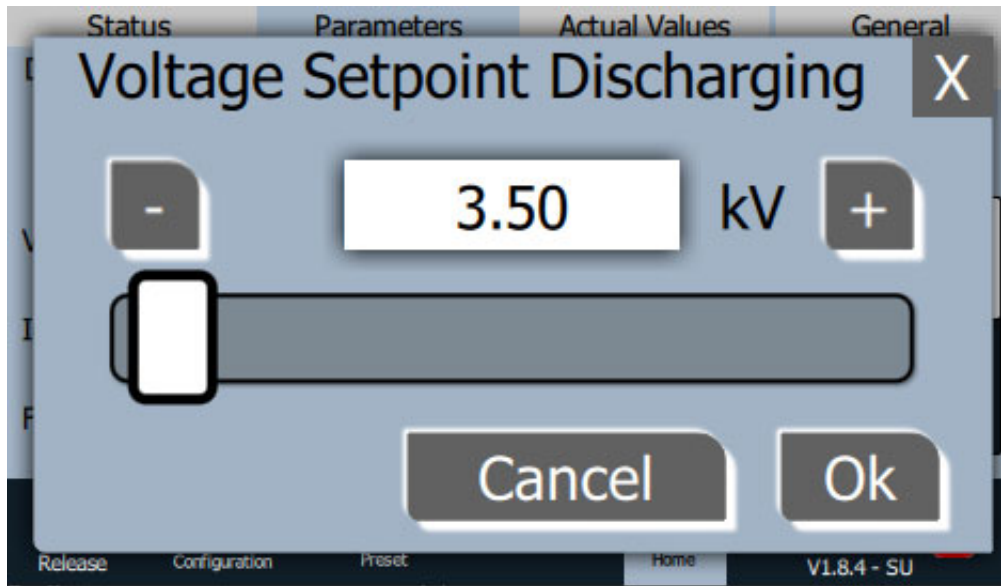 Status Parameters Actual Values General
Voltage Setpoint Discharging X
- 3.50 kV +
Cancel Ok
Release Configuration Preset Home V1.8.4 - SU